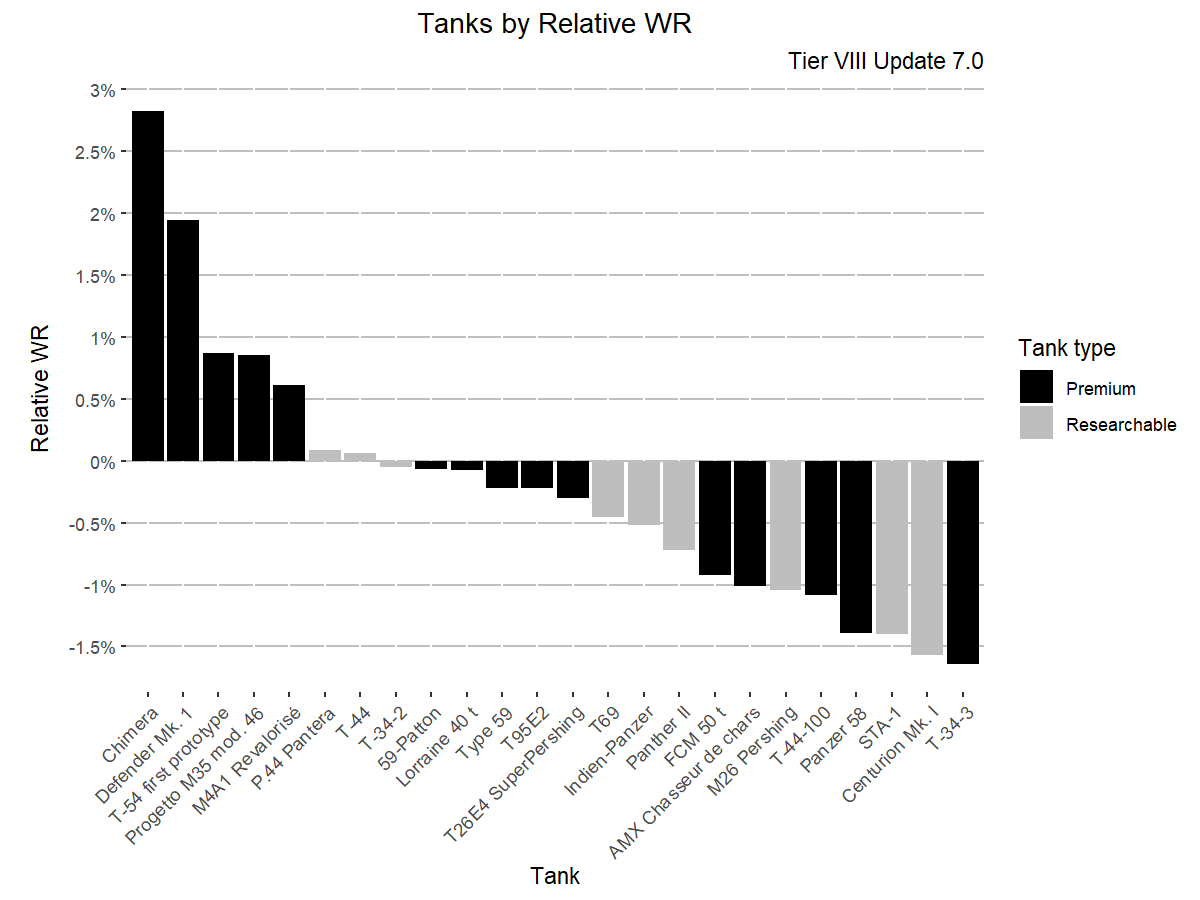 Tanks by Relative WR
Tier VIII Update 7.0
3%
2.5%
2%
1.5%
1%
0.5%
0%
-0.5%
-1%
-1.5%
Relative WR
Chimera
Defender Mk. 1
T-54 first prototype
Progetto M35 mod. 46
M4A1 Revalorisé
P.44 Pantera
T-44
T-34-2
59-Patton
Lorraine 40 t
Type 59
T95E2
T26E4 SuperPershing
T69
Indien-Panzer
Panther II
FCM 50 t
AMX Chasseur de chars
M26 Pershing
T-44-100
Panzer 58
STA-1
Centurion Mk. I
T-34-3
Tank
Tank type
Premium
Researchable